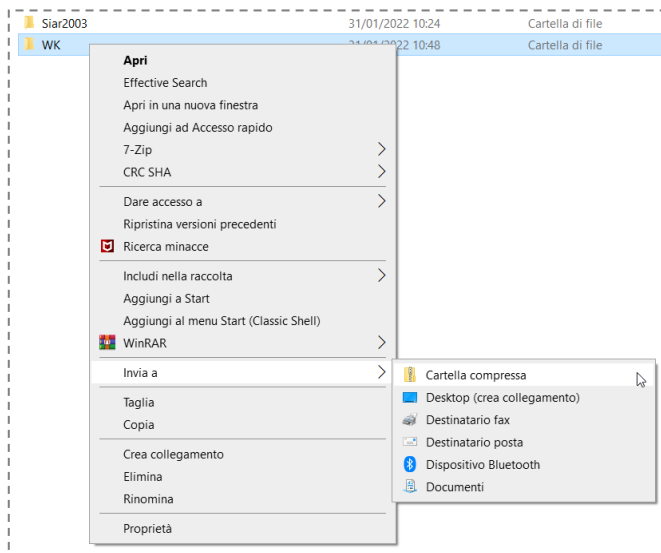 Siar2003 31/01/2022 10:24 Cartella di file
WK 31/01/2022 10:48 Cartella di file
Apri
Effective Search
Apri in una nuova finestra
Aggiungi ad Accesso rapido
7-Zip
CRC SHA
Dare accesso a
Ripristina versioni precedenti
Ricerca minacce
Includi nella raccolta
Aggiungi a Start
Aggiungi al menu Start (Classic Shell)
WinRAR
Invia a
Cartella compressa
Desktop (crea collegamento)
Destinatario fax
Destinatario posta
Dispositivo Bluetooth
Documenti
Taglia
Copia
Crea collegamento
Elimina
Rinomina
Proprietà